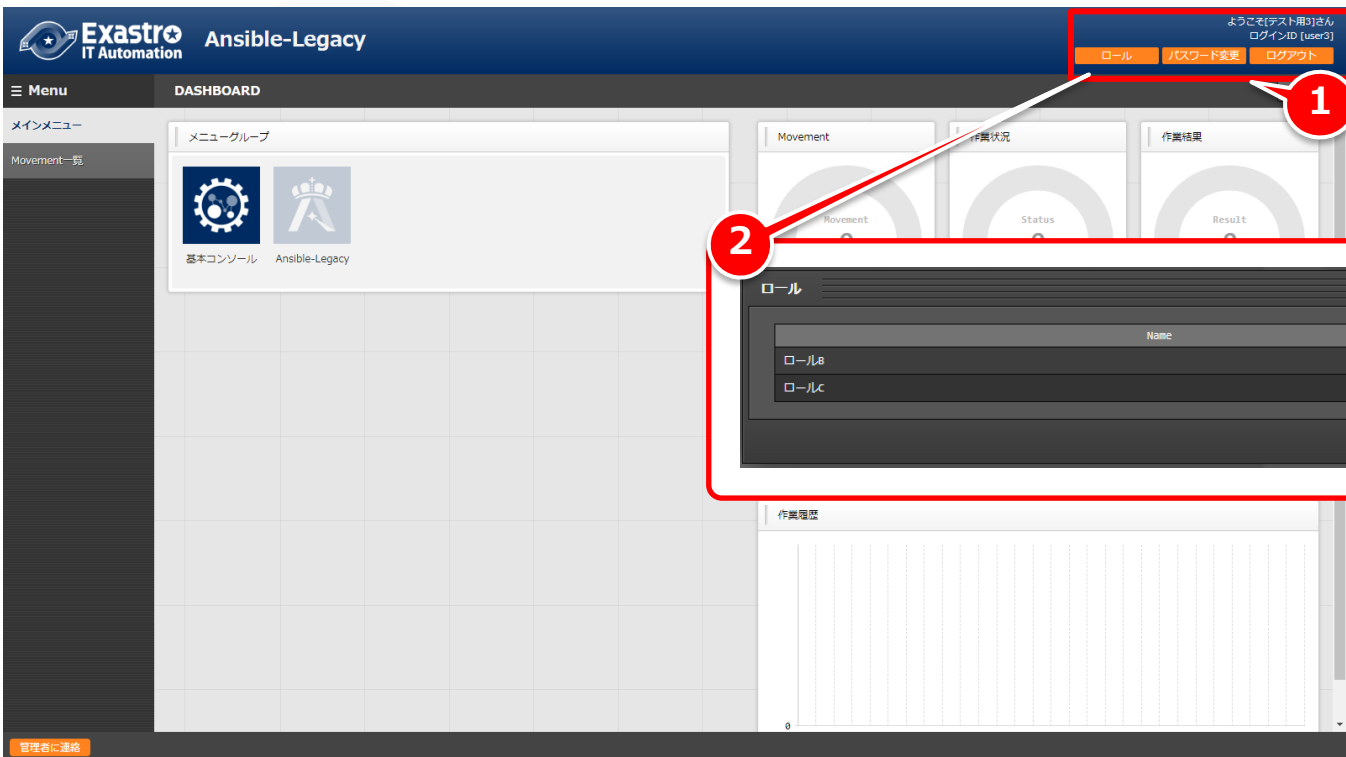 Exastro
IT Automation
Ansible-Legacy
ようこそ[テスト用3]さん
ログインID [user3]
ロール
パスワード変更
ログアウト
1
☰ Menu
DASHBOARD
メインメニュー
Movement一覧
メニューグループ
基本コンソール
Ansible-Legacy
Movement
作業状況
作業結果
Movement
Status
Result
2
ロール
Name
ロールB
ロールC
作業履歴
0
管理者に連絡